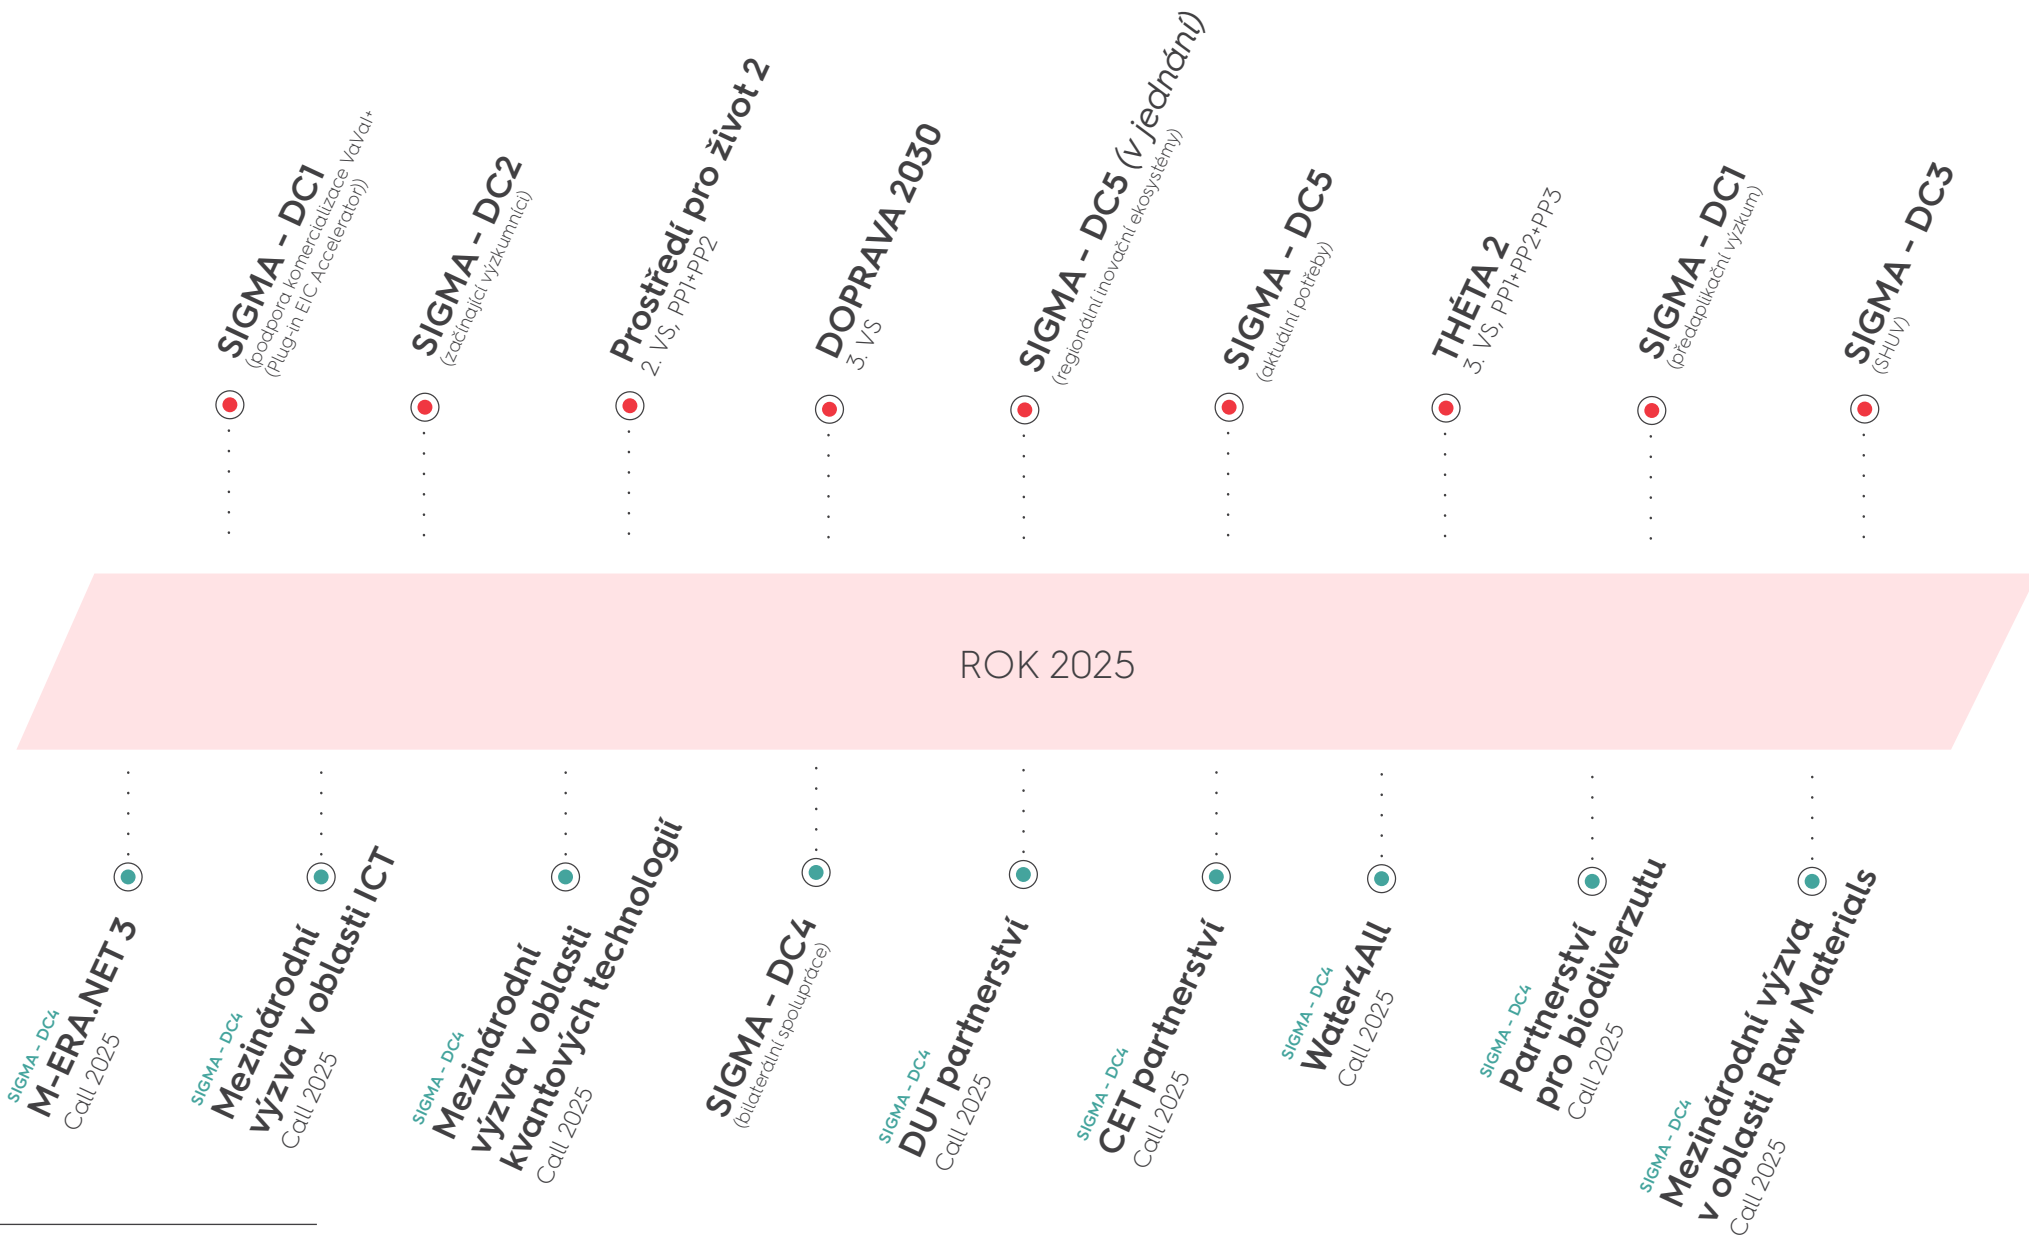 SIGMA - DC1
(podpora komercializace VaVaI+
(Plug-in EIC Accelerator))
SIGMA - DC2
(začínající výzkumníci)
Prostředí pro život 2
2. VS, PP1+PP2
DOPRAVA 2030
3. VS
SIGMA - DC5 (v jednání)
(regionální inovační ekosystémy)
SIGMA - DC5
(aktuální potřeby)
THÉTA 2
3. VS, PP1+PP2+PP3
SIGMA - DC1
(předaplikační výzkum)
SIGMA - DC3
(SHUV)
ROK 2025
SIGMA - DC4
M-ERA.NET 3
Call 2025
SIGMA - DC4
Mezinárodní
výzva v oblasti ICT
Call 2025
SIGMA - DC4
Mezinárodní
výzva v oblasti
kvantových technologií
Call 2025
SIGMA - DC4
(bilaterální spolupráce)
SIGMA - DC4
DUT partnerství
Call 2025
SIGMA - DC4
CET partnerství
Call 2025
SIGMA - DC4
Water4All
Call 2025
SIGMA - DC4
Partnerství
pro biodiverzutu
Call 2025
SIGMA - DC4
Mezinárodní výzva
v oblasti Raw Materials
Call 2025